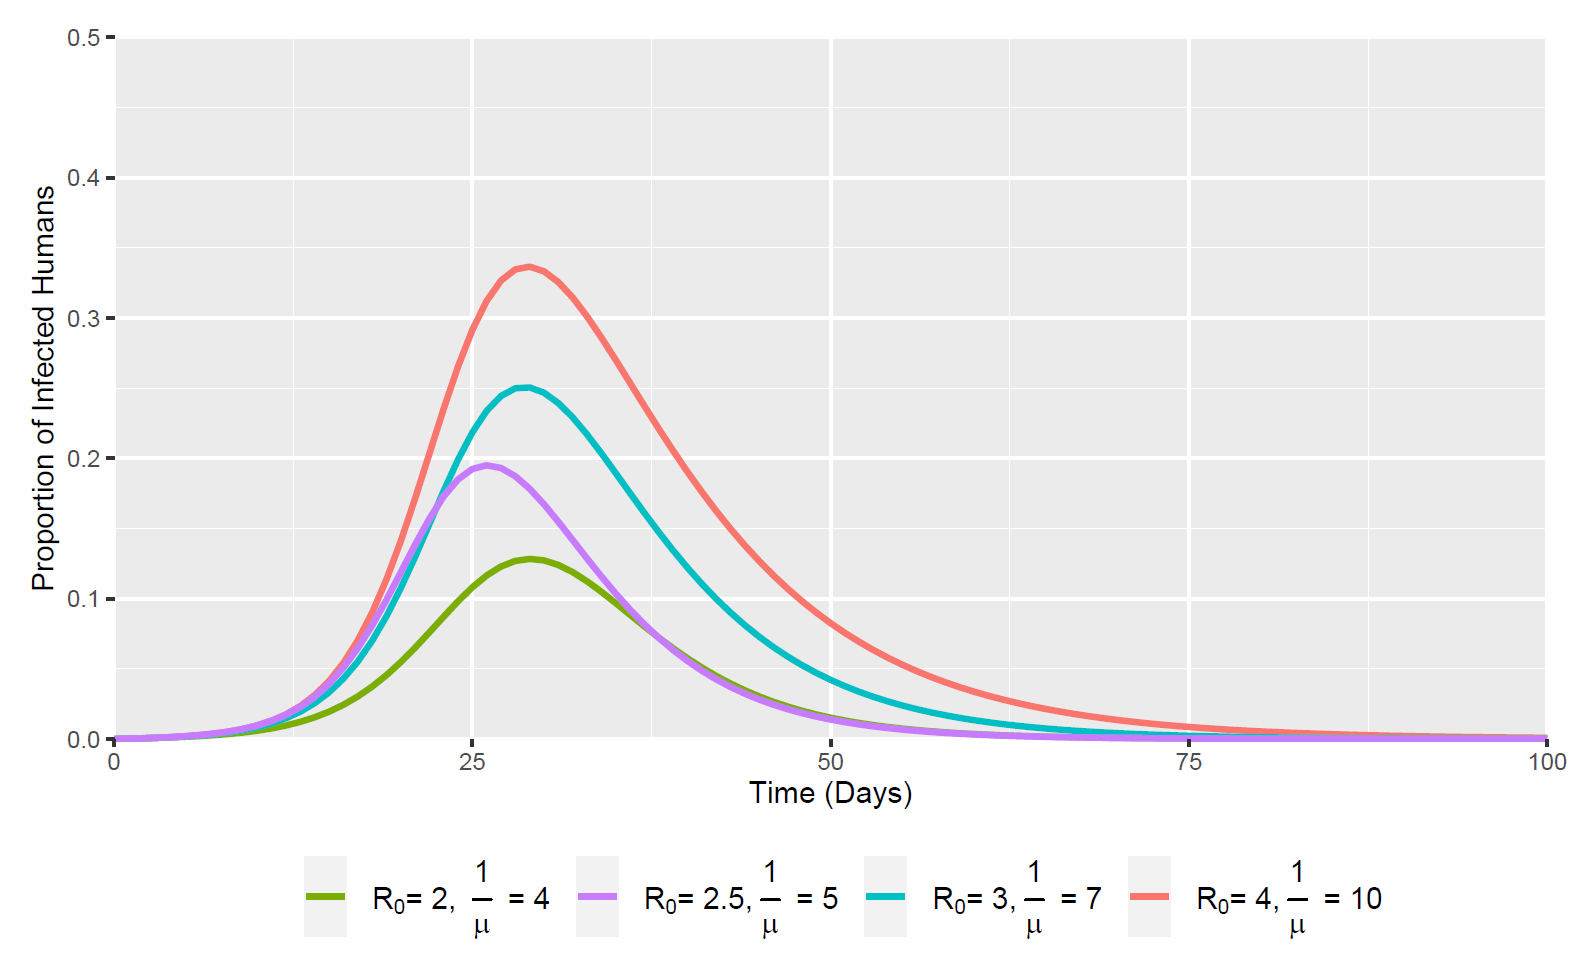 0.5
0.4
0.3
0.2
0.1
0.0
Proportion of Infected Humans
0 25 50 75 100
Time (Days)
R₀= 2, 1/μ = 4
R₀= 2.5, 1/μ = 5
R₀= 3, 1/μ = 7
R₀= 4, 1/μ = 10